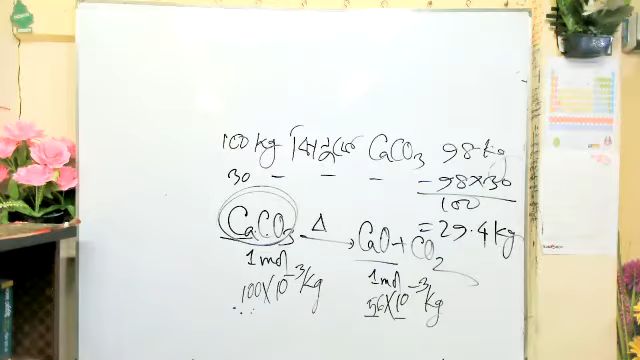 100 kg CaCO3 98 kg
30 - - - 98×30
100
CaCO3 Δ→ CaO + CO2 = 29.4 kg
1 mol 1 mol
100×10⁻³ kg 56×10⁻³ kg